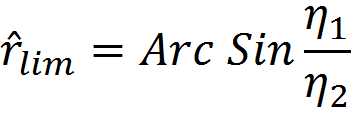 r̂_lim = Arc Sin η₁/η₂